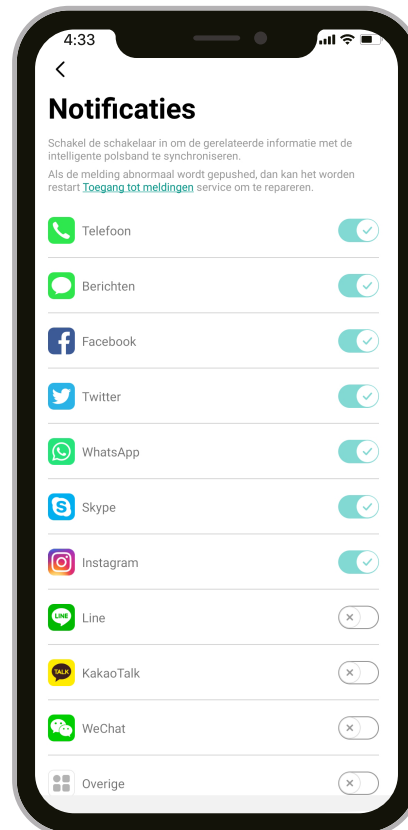 4:33
Notificaties
Schakel de schakelaar in om de gerelateerde informatie met de
intelligente polsband te synchroniseren.
Als de melding abnormaal wordt gepushed, dan kan het worden
restart Toegang tot meldingen service om te repareren.
Telefoon
Berichten
Facebook
Twitter
WhatsApp
Skype
Instagram
LINE
Line
TALK
KakaoTalk
WeChat
Overige